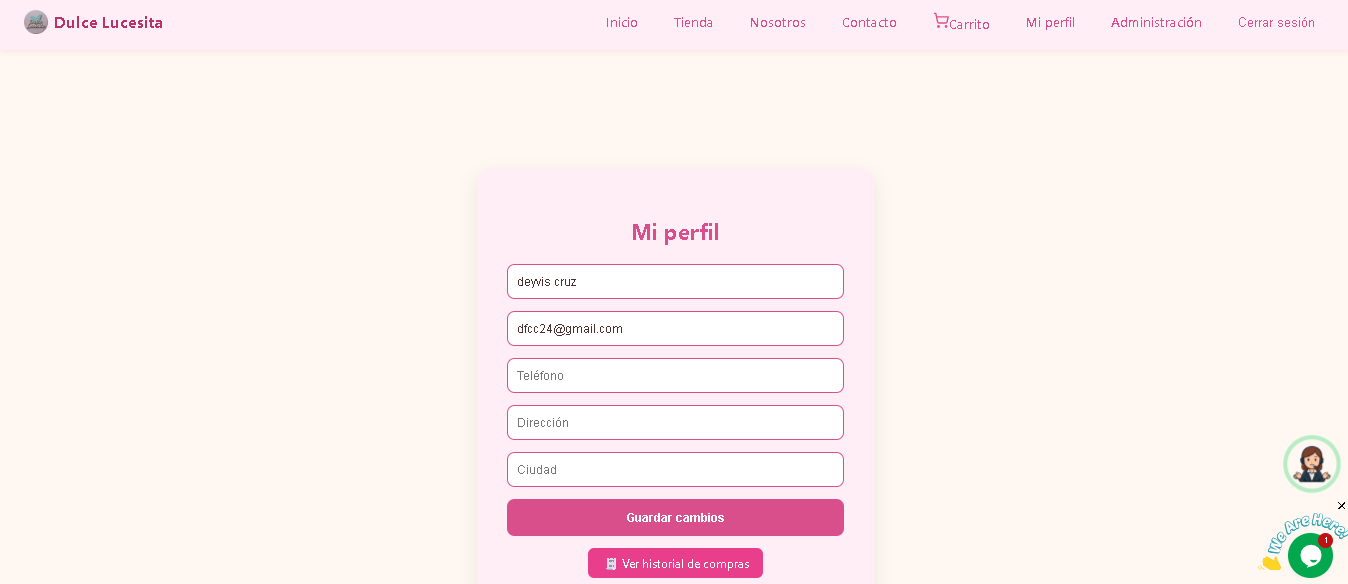 Dulce Lucesita
Inicio Tienda Nosotros Contacto Carrito Mi perfil Administración Cerrar sesión
Mi perfil
deyvis cruz
dfcc24@gmail.com
Teléfono
Dirección
Ciudad
Guardar cambios
Ver historial de compras
We Are Here!
1